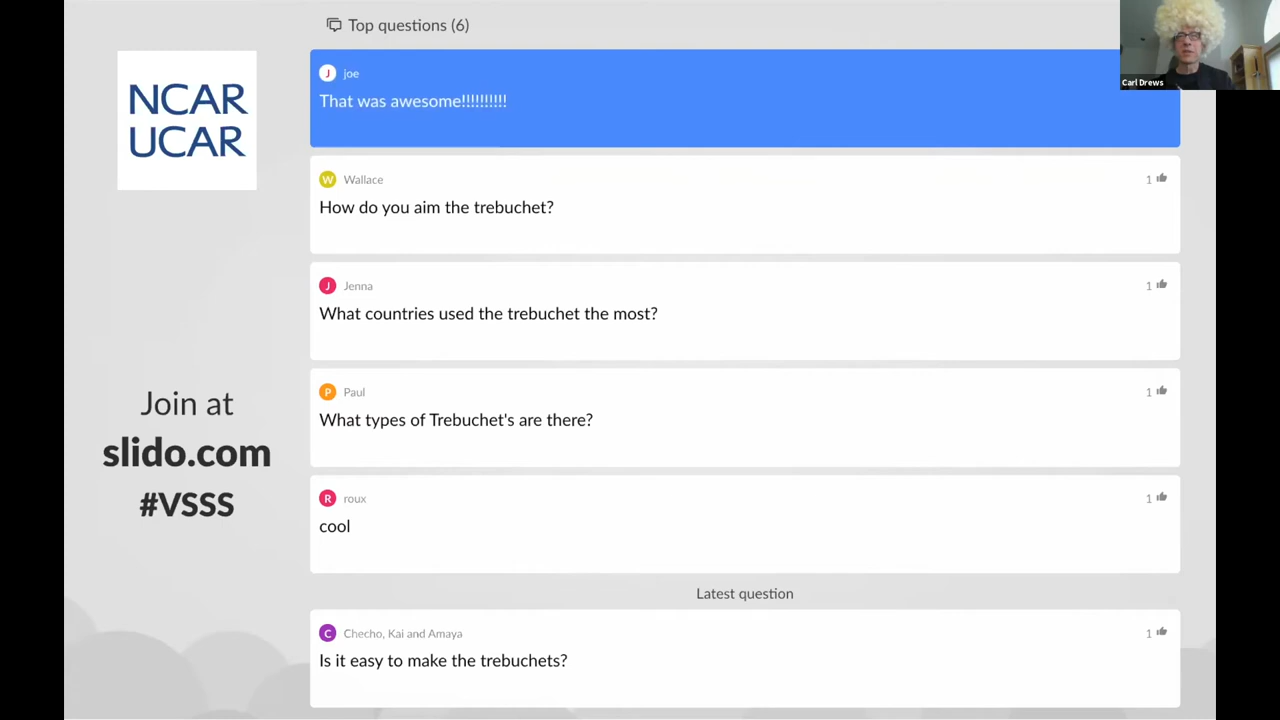 Top questions (6)
NCAR
UCAR
J joe
That was awesome!!!!!!!!!!
Carl Drews
W Wallace 1
How do you aim the trebuchet?
J Jenna 1
What countries used the trebuchet the most?
P Paul 1
What types of Trebuchet's are there?
Join at
slido.com
#VSSS
R roux 1
cool
Latest question
C Checho, Kai and Amaya 1
Is it easy to make the trebuchets?